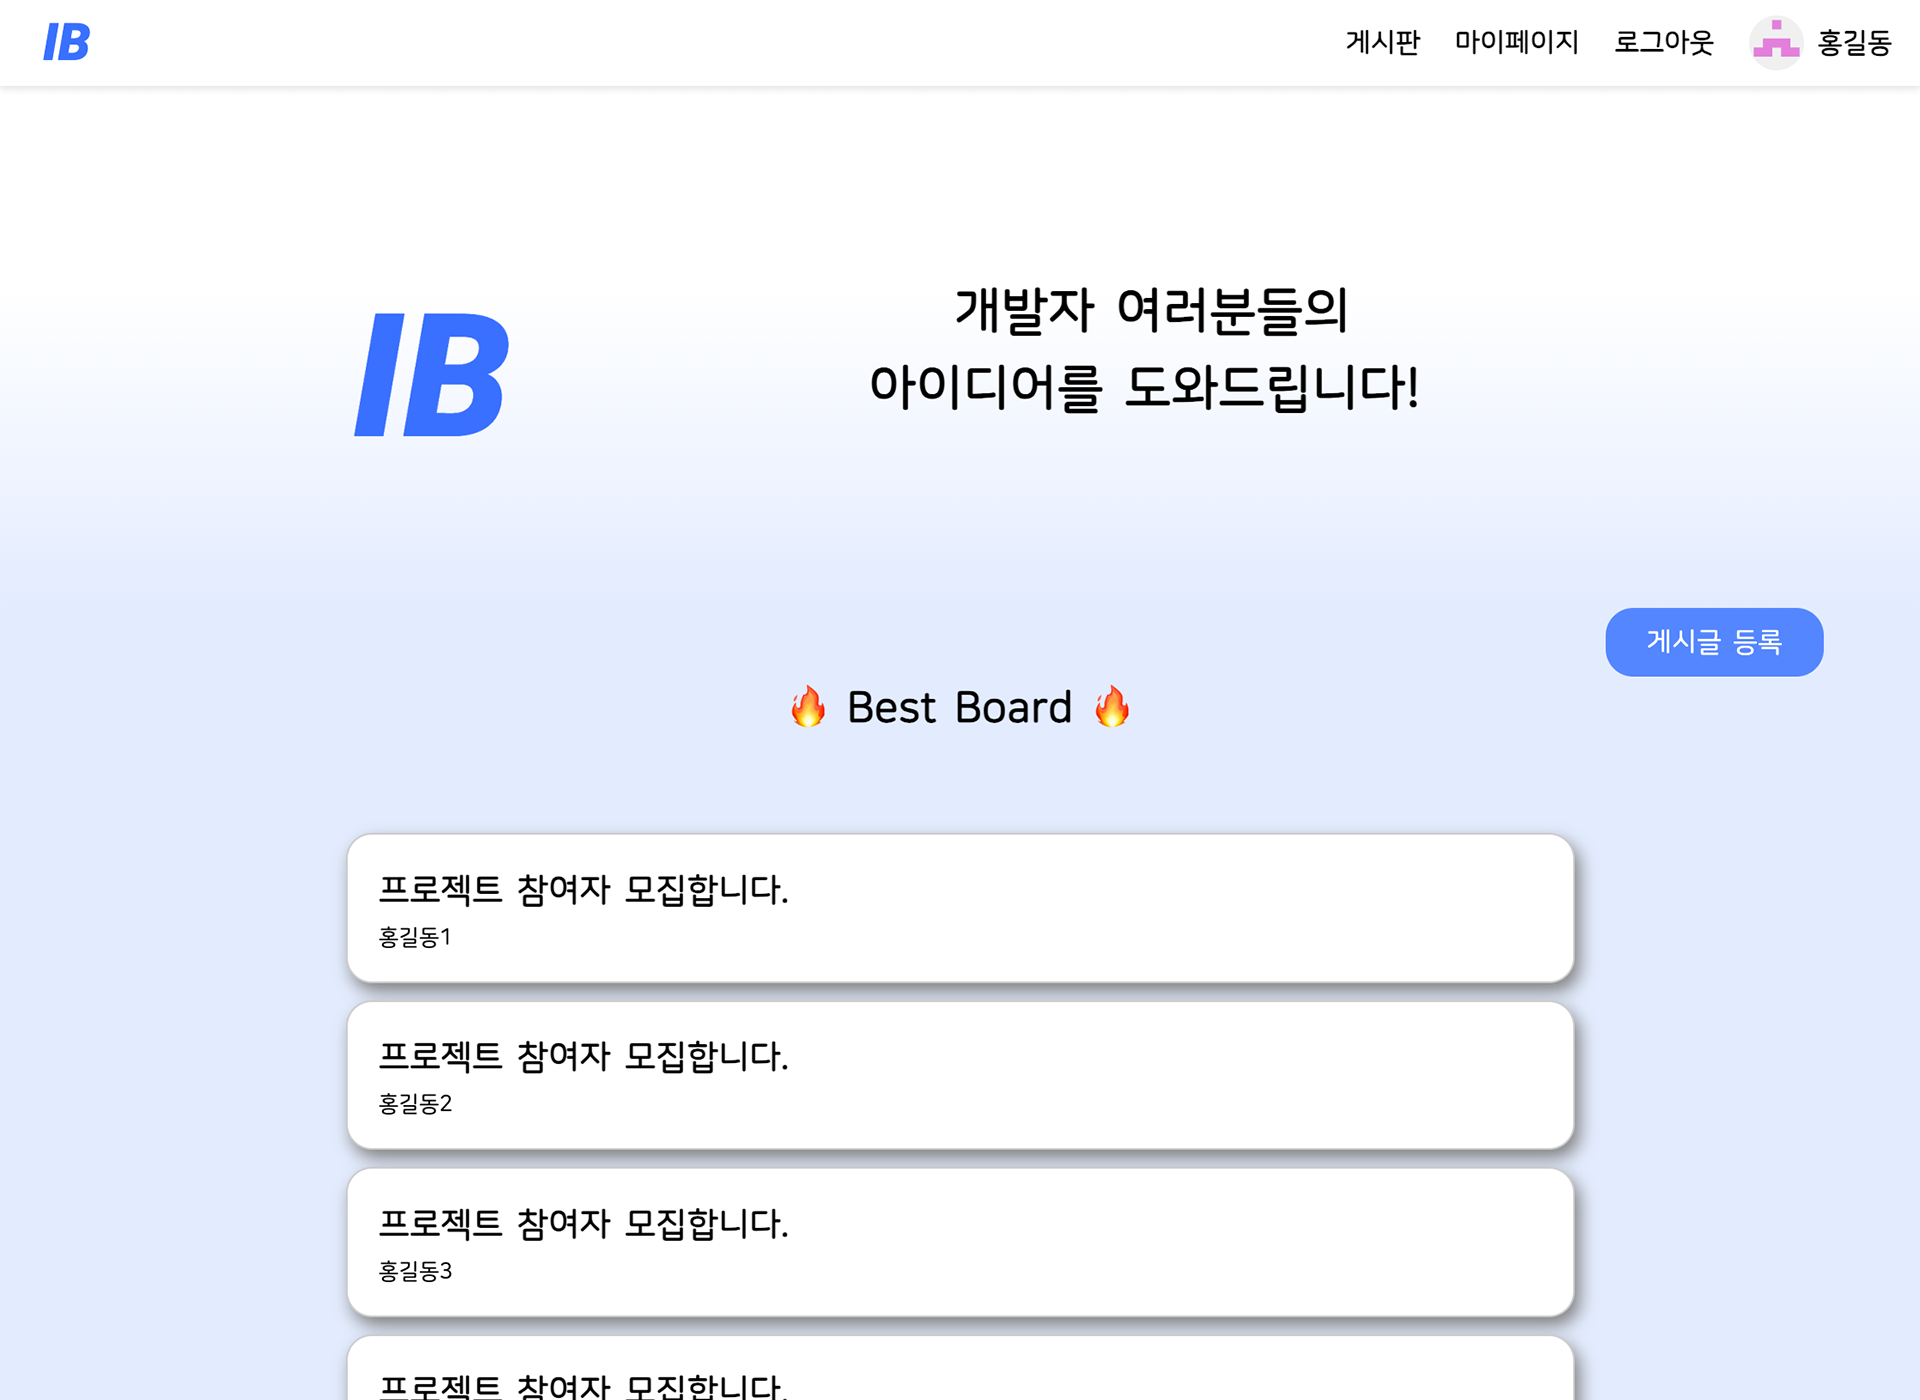 IB
게시판 마이페이지 로그아웃 홍길동
IB
개발자 여러분들의
아이디어를 도와드립니다!
게시글 등록
🔥 Best Board 🔥
프로젝트 참여자 모집합니다.
홍길동1
프로젝트 참여자 모집합니다.
홍길동2
프로젝트 참여자 모집합니다.
홍길동3
프로젝트 참여자 모집합니다.